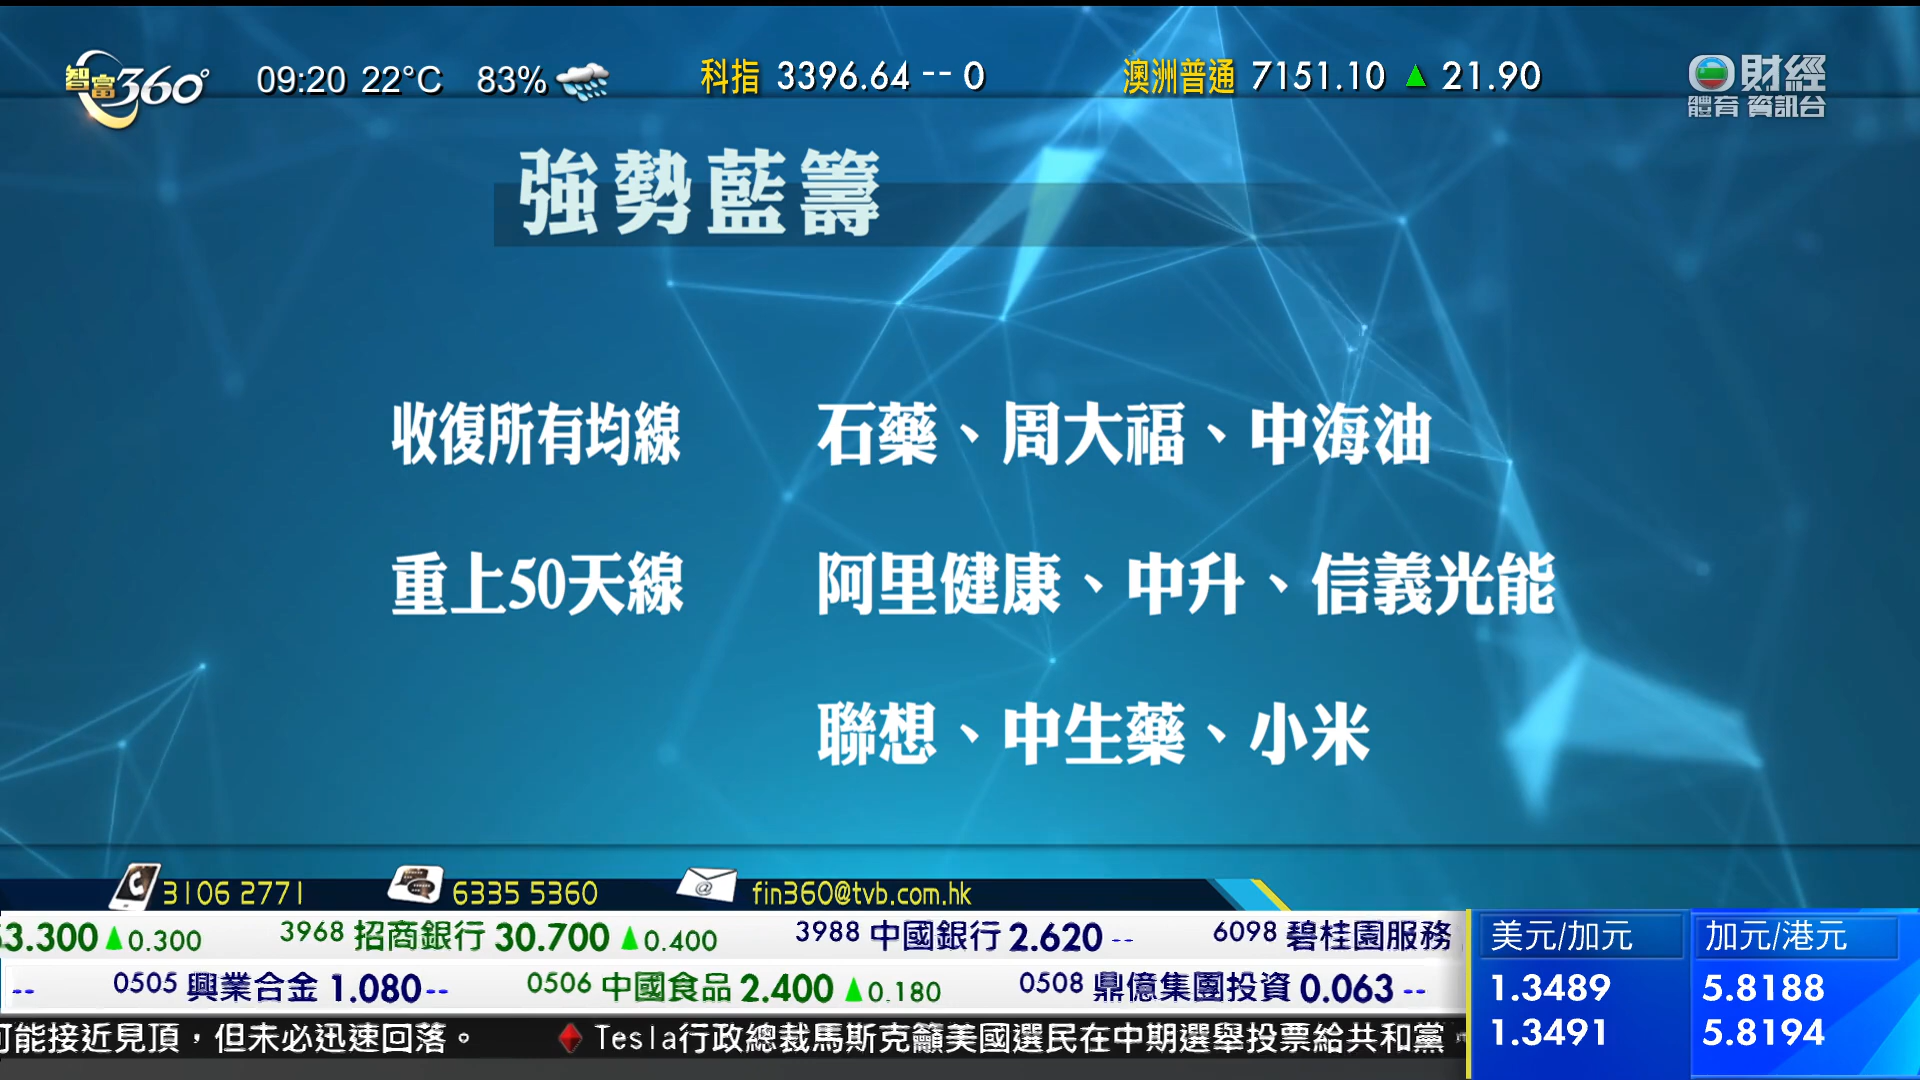 智富360°
09:20 22°C 83%
科指 3396.64 -- 0
澳洲普通 7151.10 ▲ 21.90
財經
體育 資訊台
強勢藍籌
收復所有均線 石藥、周大福、中海油
重上50天線 阿里健康、中升、信義光能
聯想、中生藥、小米
3106 2771 6335 5360 fin360@tvb.com.hk
3.300 ▲ 0.300 3968 招商銀行 30.700 ▲ 0.400 3988 中國銀行 2.620 -- 6098 碧桂園服務
-- 0505 興業合金 1.080 -- 0506 中國食品 2.400 ▲ 0.180 0508 鼎億集團投資 0.063 --
可能接近見頂,但未必迅速回落。 ◆ Tesla行政總裁馬斯克籲美國選民在中期選舉投票給共和黨
美元/加元 加元/港元
1.3489 5.8188
1.3491 5.8194